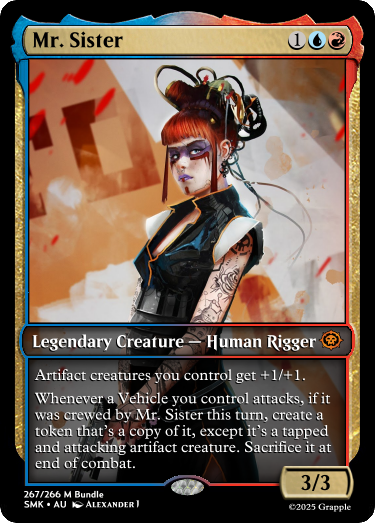 Mr. Sister 1
Legendary Creature — Human Rigger
Artifact creatures you control get +1/+1.
Whenever a Vehicle you control attacks, if it
was crewed by Mr. Sister this turn, create a
token that's a copy of it, except it's a tapped
and attacking artifact creature. Sacrifice it at
end of combat.
3/3
267/266 M Bundle
SMK • AU Alexander J
©2025 Grapple